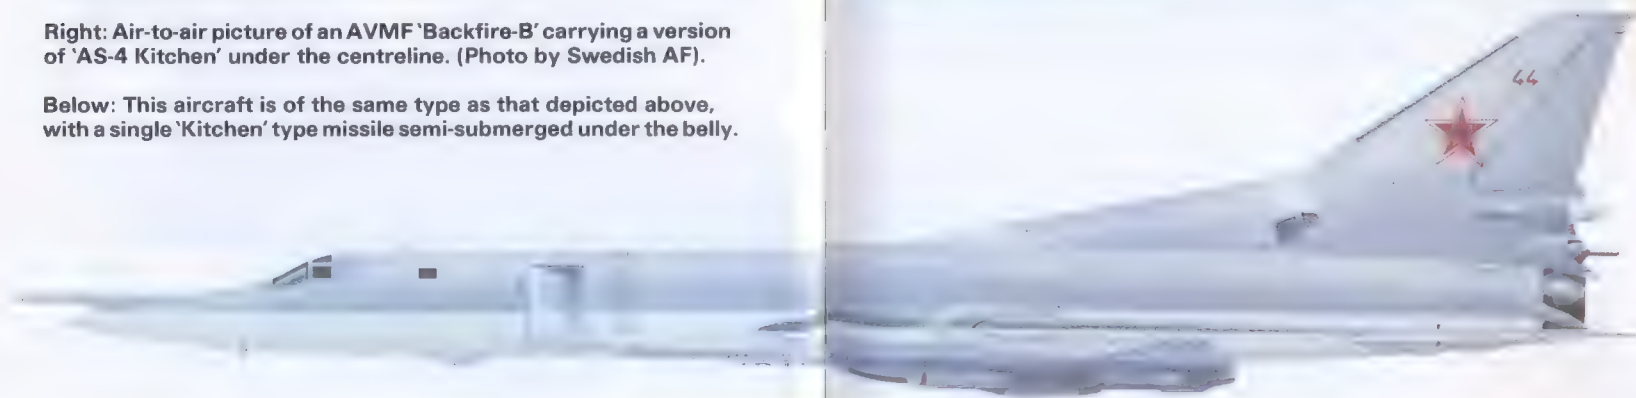 Right: Air-to-air picture of an AVMF 'Backfire-B' carrying a version
of 'AS-4 Kitchen' under the centreline. (Photo by Swedish AF).
Below: This aircraft is of the same type as that depicted above,
with a single 'Kitchen' type missile semi-submerged under the belly.
44